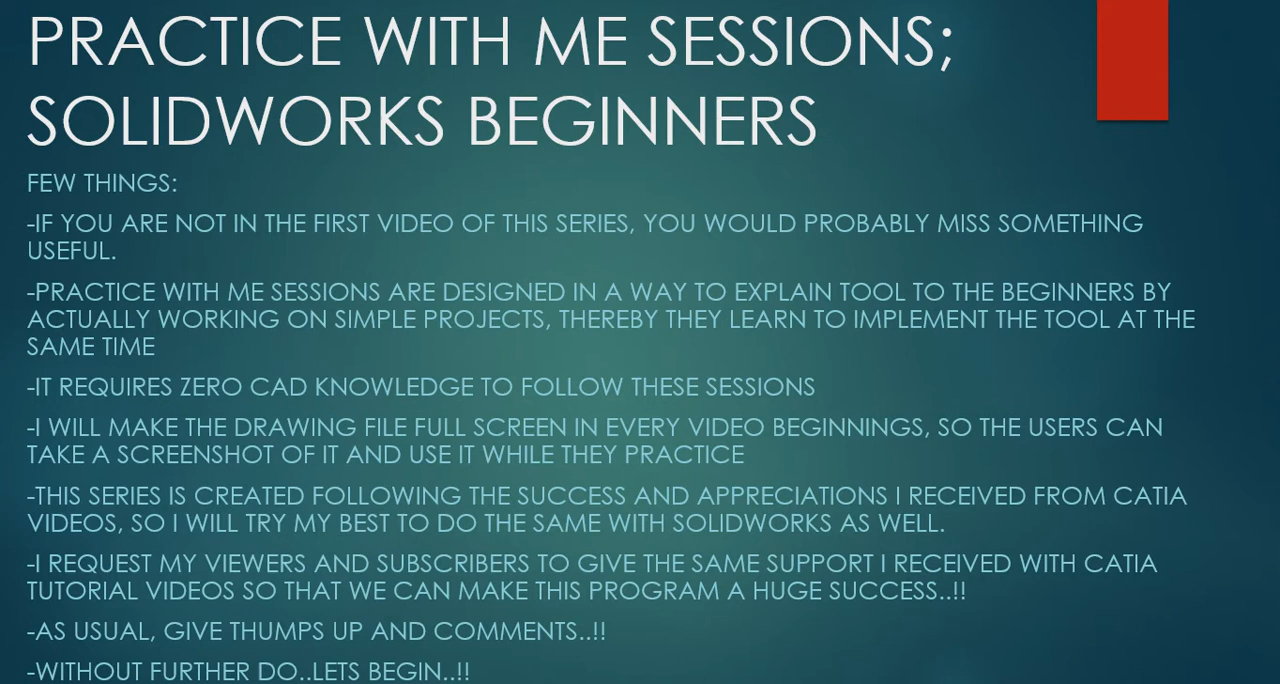 PRACTICE WITH ME SESSIONS;
SOLIDWORKS BEGINNERS
FEW THINGS:
-IF YOU ARE NOT IN THE FIRST VIDEO OF THIS SERIES, YOU WOULD PROBABLY MISS SOMETHING
USEFUL.
-PRACTICE WITH ME SESSIONS ARE DESIGNED IN A WAY TO EXPLAIN TOOL TO THE BEGINNERS BY
ACTUALLY WORKING ON SIMPLE PROJECTS, THEREBY THEY LEARN TO IMPLEMENT THE TOOL AT THE
SAME TIME
-IT REQUIRES ZERO CAD KNOWLEDGE TO FOLLOW THESE SESSIONS
-I WILL MAKE THE DRAWING FILE FULL SCREEN IN EVERY VIDEO BEGINNINGS, SO THE USERS CAN
TAKE A SCREENSHOT OF IT AND USE IT WHILE THEY PRACTICE
-THIS SERIES IS CREATED FOLLOWING THE SUCCESS AND APPRECIATIONS I RECEIVED FROM CATIA
VIDEOS, SO I WILL TRY MY BEST TO DO THE SAME WITH SOLIDWORKS AS WELL.
-I REQUEST MY VIEWERS AND SUBSCRIBERS TO GIVE THE SAME SUPPORT I RECEIVED WITH CATIA
TUTORIAL VIDEOS SO THAT WE CAN MAKE THIS PROGRAM A HUGE SUCCESS..!!
-AS USUAL, GIVE THUMPS UP AND COMMENTS..!!
-WITHOUT FURTHER DO..LETS BEGIN..!!